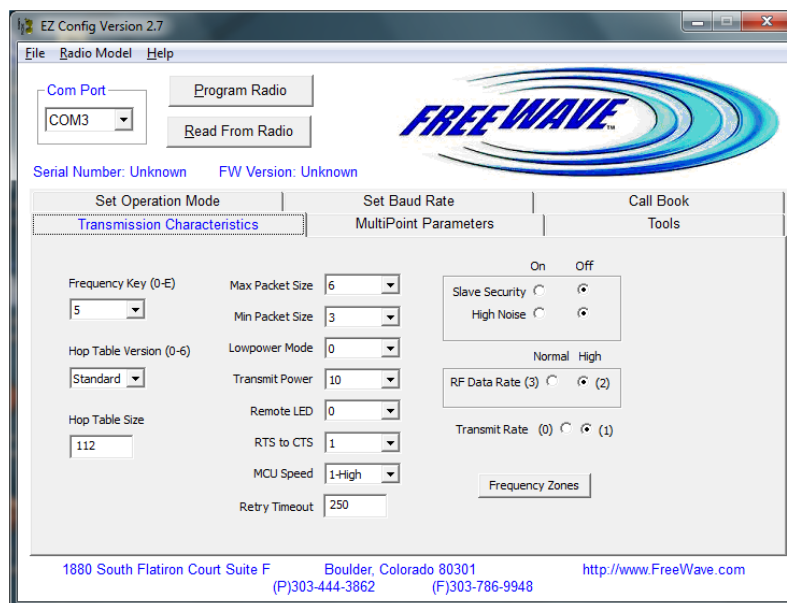 EZ Config Version 2.7
File Radio Model Help
Com Port
COM3
Program Radio
Read From Radio
FREEWAVE™
Serial Number: Unknown FW Version: Unknown
Set Operation Mode Set Baud Rate Call Book
Transmission Characteristics MultiPoint Parameters Tools
Frequency Key (0-E)
5
Hop Table Version (0-6)
Standard
Hop Table Size
112
Max Packet Size 6
Min Packet Size 3
Lowpower Mode 0
Transmit Power 10
Remote LED 0
RTS to CTS 1
MCU Speed 1-High
Retry Timeout 250
On Off
Slave Security
High Noise
Normal High
RF Data Rate (3) (2)
Transmit Rate (0) (1)
Frequency Zones
1880 South Flatiron Court Suite F Boulder, Colorado 80301 http://www.FreeWave.com
(P)303-444-3862 (F)303-786-9948